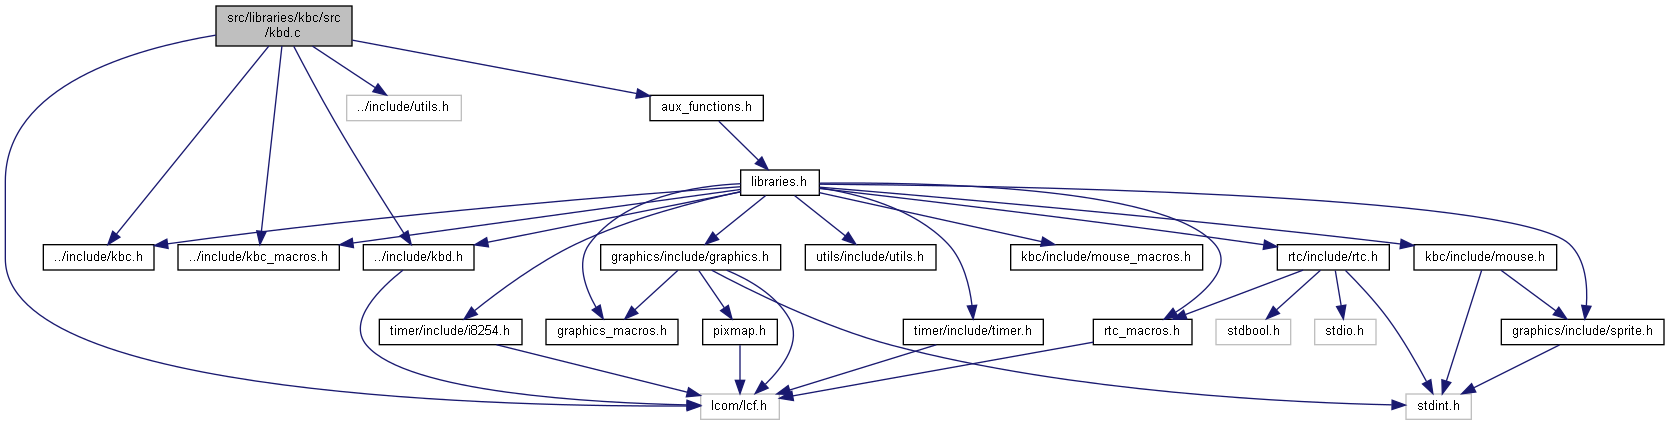 src/libraries/kbc/src
/kbd.c
../include/utils.h
aux_functions.h
libraries.h
../include/kbc.h
../include/kbc_macros.h
../include/kbd.h
graphics/include/graphics.h
utils/include/utils.h
kbc/include/mouse_macros.h
rtc/include/rtc.h
kbc/include/mouse.h
timer/include/i8254.h
graphics_macros.h
pixmap.h
timer/include/timer.h
rtc_macros.h
stdbool.h
stdio.h
graphics/include/sprite.h
lcom/lcf.h
stdint.h